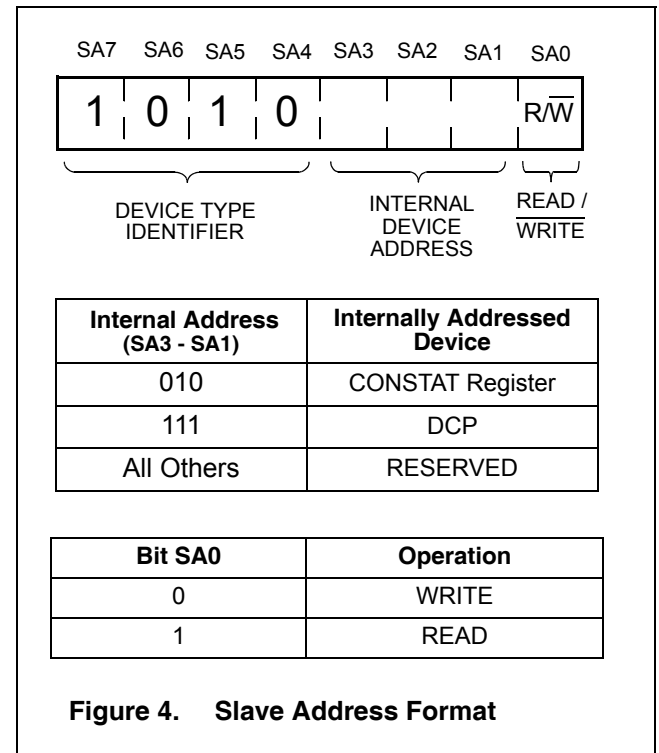 SA7 SA6 SA5 SA4 SA3 SA2 SA1 SA0
1 0 1 0 R/W̅
DEVICE TYPE
IDENTIFIER
INTERNAL
DEVICE
ADDRESS
READ /
W̅R̅I̅T̅E̅
Internal Address
(SA3 - SA1)
Internally Addressed
Device
010 CONSTAT Register
111 DCP
All Others RESERVED
Bit SA0 Operation
0 WRITE
1 READ
Figure 4. Slave Address Format